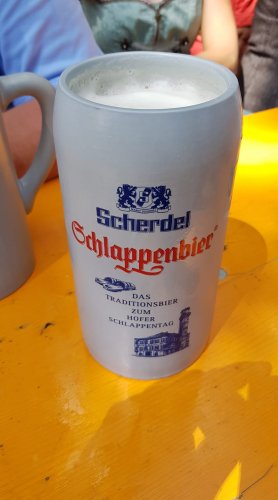 Scherdel
Schlappenbier®
DAS
TRADITIONSBIER
ZUM
HOFER
SCHLAPPENTAG